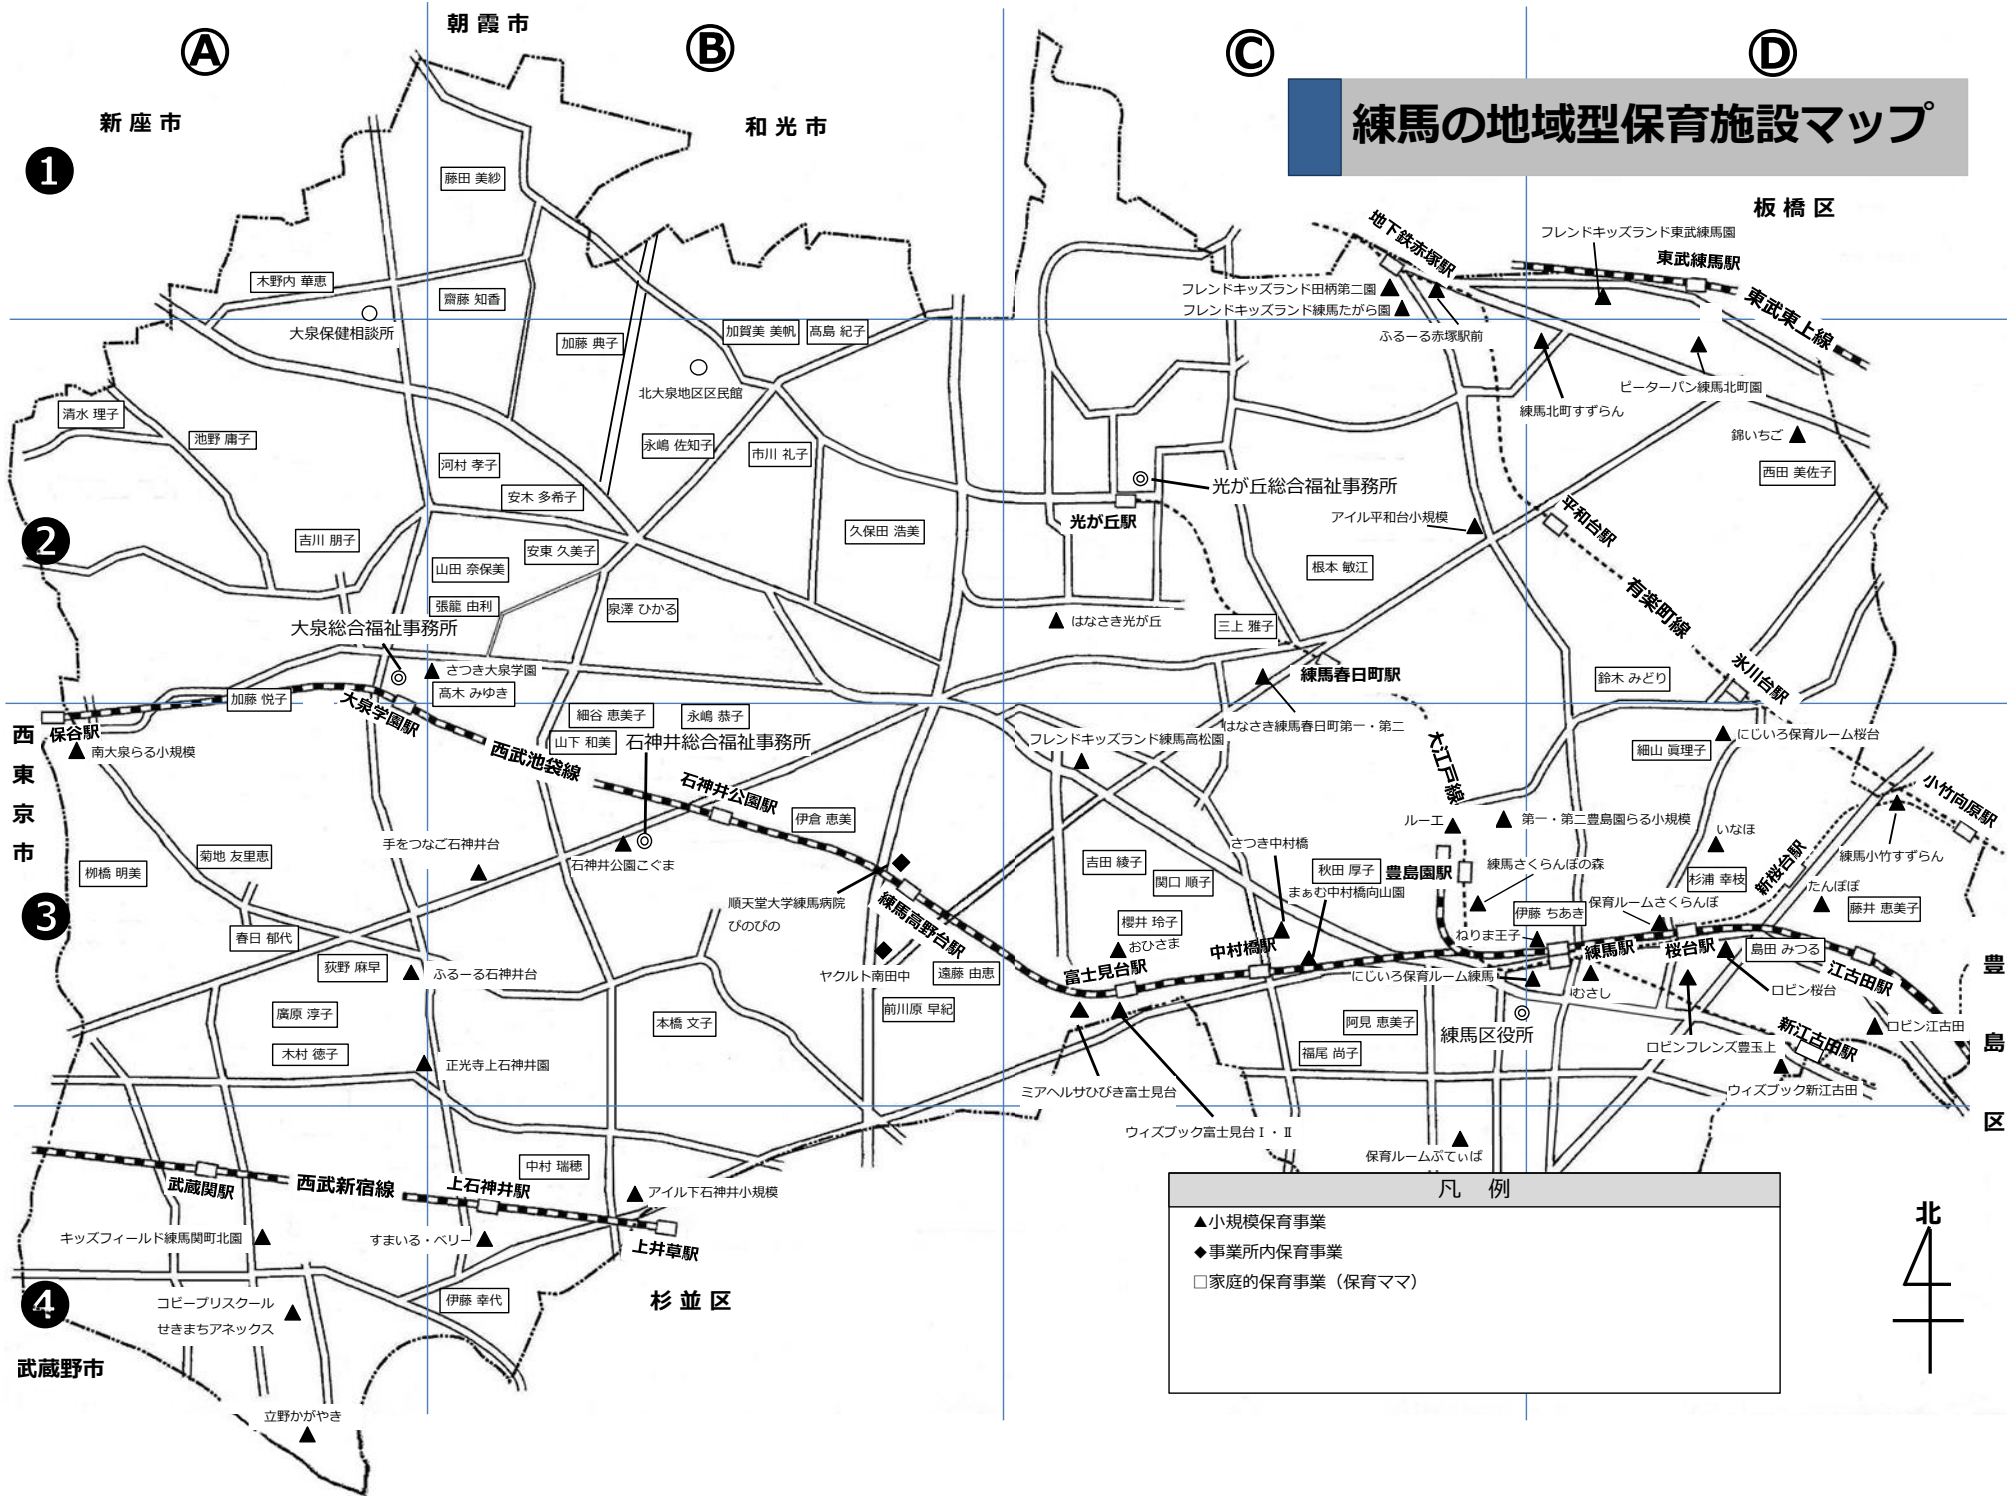 Ⓐ
朝霞市
Ⓑ
Ⓒ
Ⓓ
練馬の地域型保育施設マップ
新座市
和光市
❶
藤田 美紗
板橋区
地下鉄赤塚駅
フレンドキッズランド東武練馬園
東武練馬駅
木野内 華恵
齋藤 知香
フレンドキッズランド田柄第二園
フレンドキッズランド練馬たがら園
東武東上線
大泉保健相談所
加藤 典子
加賀美 美帆
髙島 紀子
ふるーる赤塚駅前
北大泉地区区民館
ピーターパン練馬北町園
練馬北町すずらん
清水 理子
池野 庸子
永嶋 佐知子
市川 礼子
錦いちご
西田 美佐子
河村 孝子
安木 多希子
光が丘総合福祉事務所
❷
光が丘駅
アイル平和台小規模
平和台駅
吉川 朋子
久保田 浩美
安東 久美子
山田 奈保美
根本 敏江
張籠 由利
泉澤 ひかる
有楽町線
大泉総合福祉事務所
はなさき光が丘
三上 雅子
さつき大泉学園
練馬春日町駅
鈴木 みどり
氷川台駅
加藤 悦子
髙木 みゆき
大泉学園駅
細谷 恵美子
永嶋 恭子
はなさき練馬春日町第一・第二
西東京市
保谷駅
南大泉らる小規模
山下 和美
石神井総合福祉事務所
フレンドキッズランド練馬高松園
大江戸線
細山 眞理子
にじいろ保育ルーム桜台
西武池袋線
石神井公園駅
小竹向原駅
伊倉 恵美
ルーエ
第一・第二豊島園らる小規模
いなほ
手をつなご石神井台
さつき中村橋
練馬小竹すずらん
菊地 友里恵
石神井公園こぐま
吉田 綾子
秋田 厚子
豊島園駅
練馬さくらんぼの森
新桜台駅
栁橋 明美
関口 順子
まぁむ中村橋向山園
杉浦 幸枝
たんぽぽ
❸
順天堂大学練馬病院
ぴのぴの
練馬高野台駅
櫻井 玲子
伊藤 ちあき
保育ルームさくらんぼ
藤井 恵美子
春日 郁代
おひさま
中村橋駅
ねりま王子
練馬駅
桜台駅
島田 みつる
荻野 麻早
ふるーる石神井台
ヤクルト南田中
遠藤 由恵
富士見台駅
にじいろ保育ルーム練馬
むさし
ロビン桜台
江古田駅
豊島区
廣原 淳子
本橋 文子
前川原 早紀
阿見 恵美子
練馬区役所
ロビン江古田
木村 徳子
正光寺上石神井園
福尾 尚子
ロビンフレンズ豊玉上
新江古田駅
ミアヘルサひびき富士見台
ウィズブック新江古田
ウィズブック富士見台Ⅰ・Ⅱ
保育ルームぷてぃぱ
武蔵関駅
西武新宿線
上石神井駅
中村 瑞穂
アイル下石神井小規模
凡 例
▲小規模保育事業
◆事業所内保育事業
□家庭的保育事業（保育ママ）
北
キッズフィールド練馬関町北園
すまいる・ベリー
上井草駅
❹
コビープリスクール
せきまちアネックス
伊藤 幸代
杉並区
武蔵野市
立野かがやき